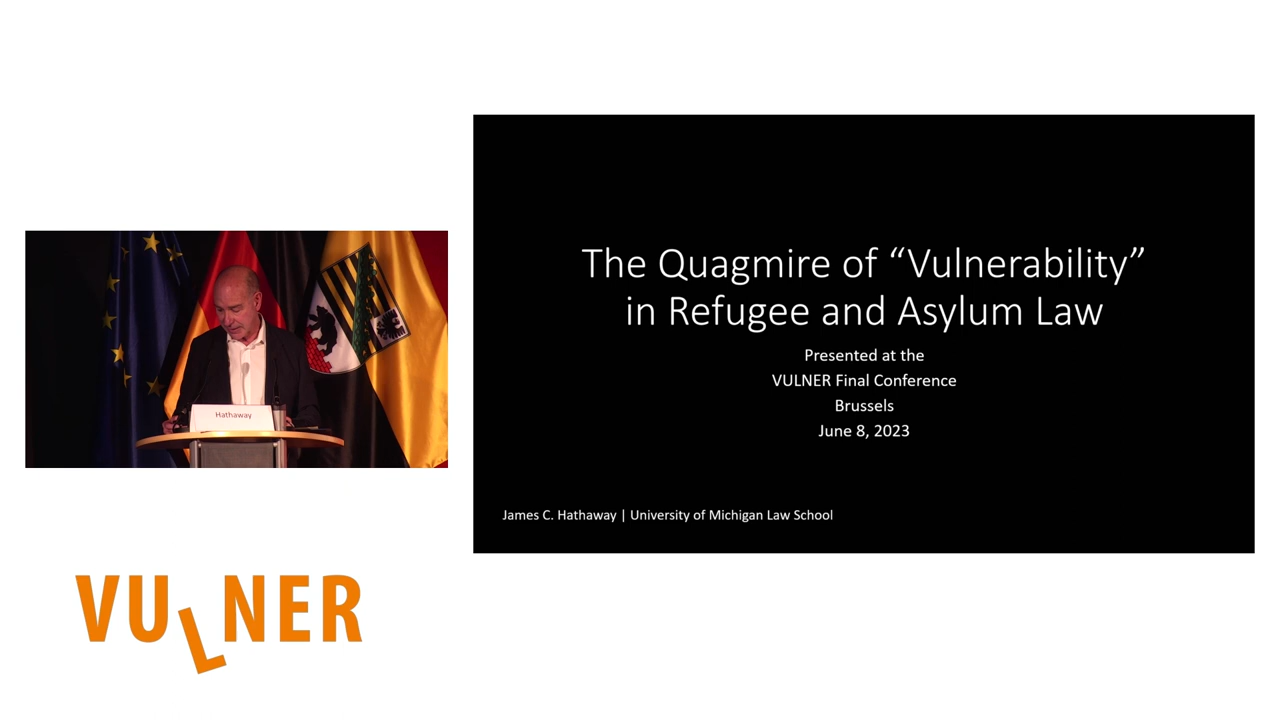 The Quagmire of “Vulnerability”
in Refugee and Asylum Law
Presented at the
VULNER Final Conference
Brussels
June 8, 2023
James C. Hathaway | University of Michigan Law School
Hathaway
VULNER